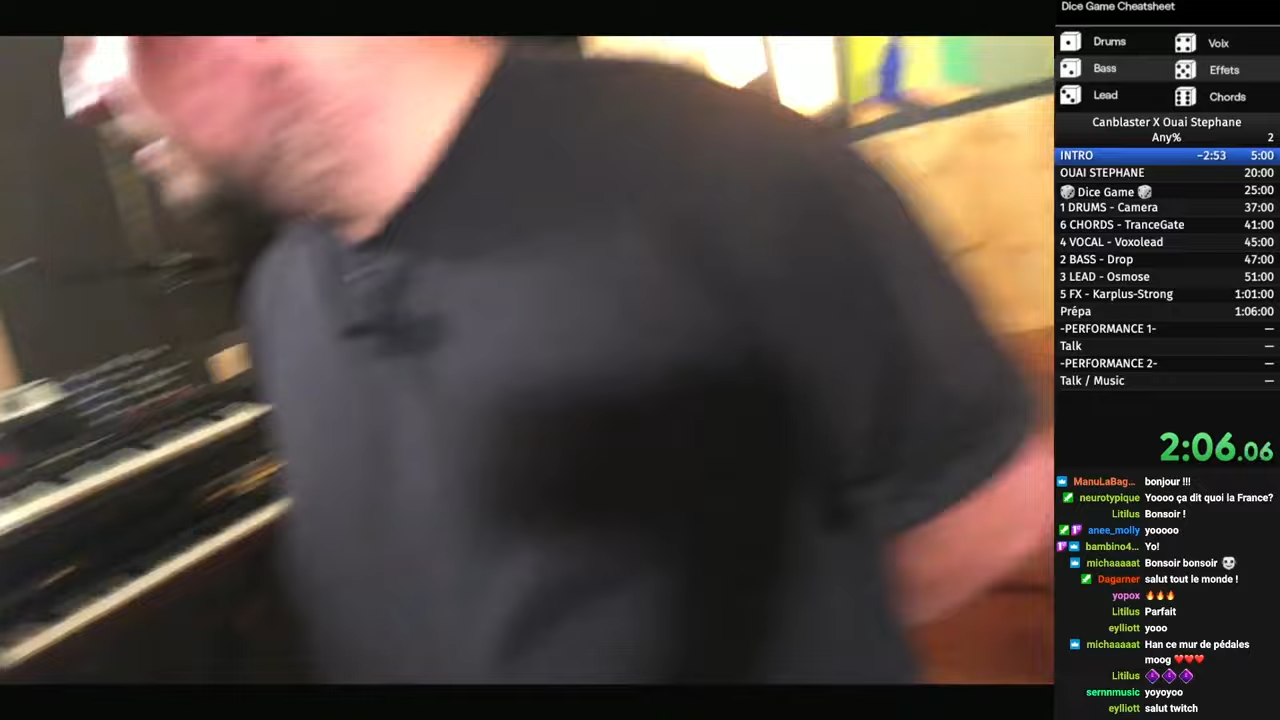 Dice Game Cheatsheet
Drums
Voix
Bass
Effets
Lead
Chords
Canblaster X Ouai Stephane
Any% 2
INTRO -2:53 5:00
OUAI STEPHANE 20:00
🎲 Dice Game 🎲 25:00
1 DRUMS - Camera 37:00
6 CHORDS - TranceGate 41:00
4 VOCAL - Voxolead 45:00
2 BASS - Drop 47:00
3 LEAD - Osmose 51:00
5 FX - Karplus-Strong 1:01:00
Prépa 1:06:00
-PERFORMANCE 1- —
Talk —
-PERFORMANCE 2- —
Talk / Music —
2:06.06
ManuLaBag... bonjour !!!
neurotypique Yoooo ça dit quoi la France?
Litilus Bonsoir !
anee_molly yooooo
bambino4... Yo!
michaaaaat Bonsoir bonsoir
Dagarner salut tout le monde !
yopox 🔥🔥🔥
Litilus Parfait
eylliott yooo
michaaaaat Han ce mur de pédales
moog ❤️❤️❤️
Litilus
sernnmusic yoyoyoo
eylliott salut twitch